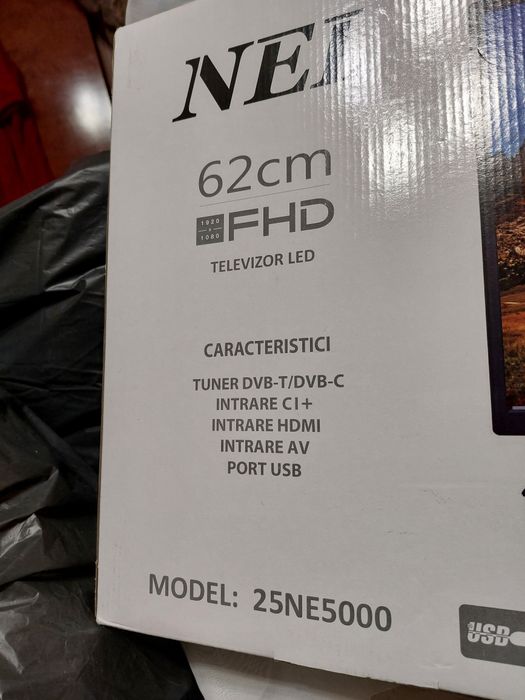 NEI
62cm
1920
x
1080
FHD
TELEVIZOR LED
CARACTERISTICI
TUNER DVB-T/DVB-C
INTRARE CI+
INTRARE HDMI
INTRARE AV
PORT USB
MODEL: 25NE5000
USB